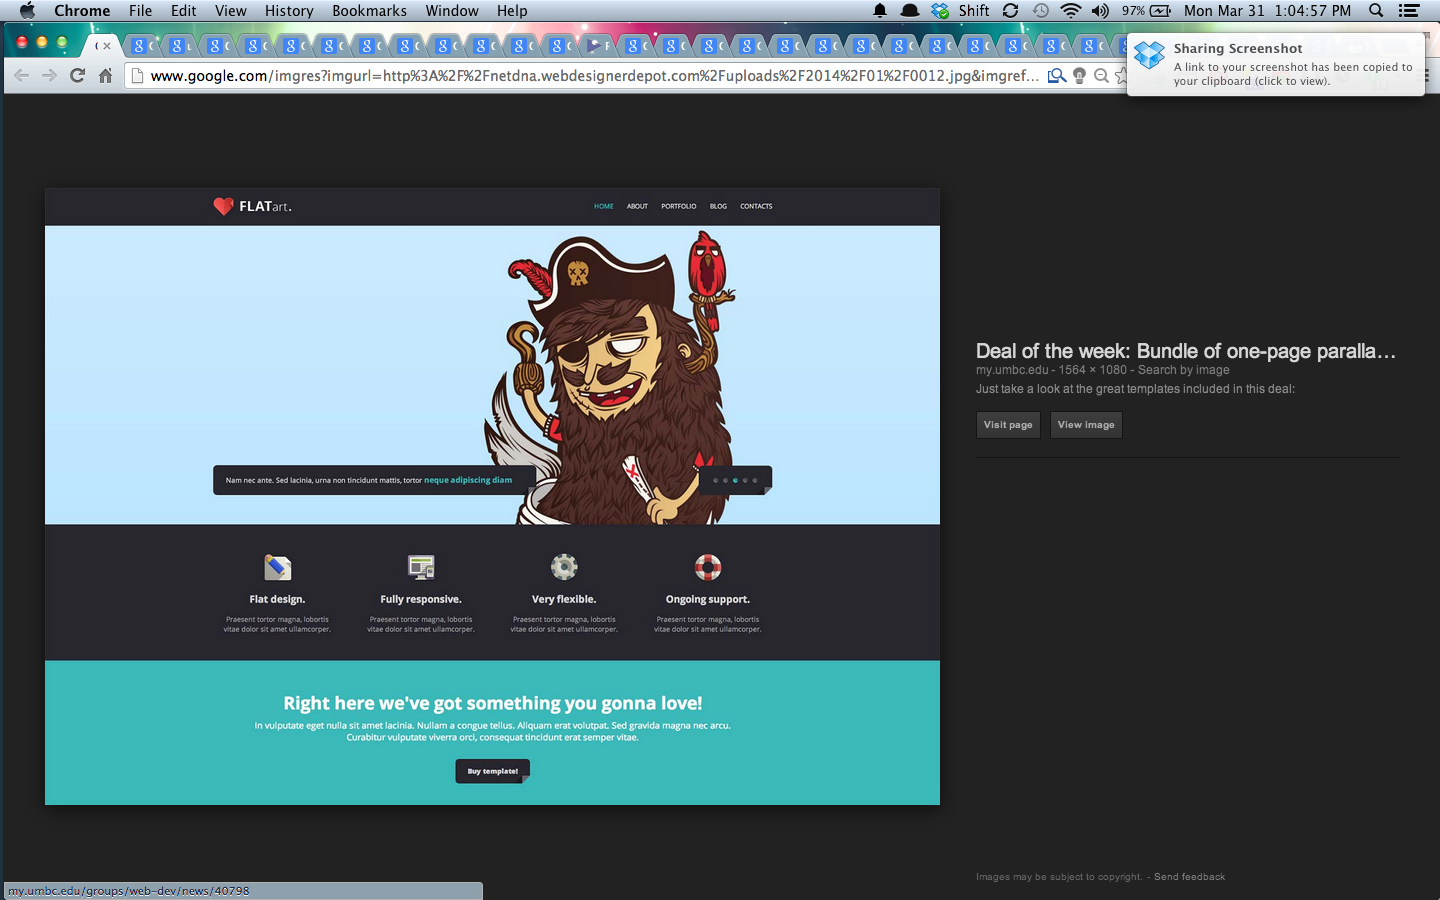 Chrome File Edit View History Bookmarks Window Help Shift 97% Mon Mar 31 1:04:57 PM
www.google.com/imgres?imgurl=http%3A%2F%2Fnetdna.webdesignerdepot.com%2Fuploads%2F2014%2F01%2F0012.jpg&imgref...
Sharing Screenshot
A link to your screenshot has been copied to
your clipboard (click to view).
FLATart.
HOME ABOUT PORTFOLIO BLOG CONTACTS
Nam nec ante. Sed lacinia, urna non tincidunt mattis, tortor neque adipiscing diam
Flat design. Fully responsive. Very flexible. Ongoing support.
Praesent tortor magna, lobortis Praesent tortor magna, lobortis Praesent tortor magna, lobortis Praesent tortor magna, lobortis
vitae dolor sit amet ullamcorper. vitae dolor sit amet ullamcorper. vitae dolor sit amet ullamcorper. vitae dolor sit amet ullamcorper.
Right here we've got something you gonna love!
In vulputate eget nulla sit amet lacinia. Nullam a congue tellus. Aliquam erat volutpat. Sed gravida magna nec arcu.
Curabitur vulputate viverra orci, consequat tincidunt erat semper vitae.
Buy template!
Deal of the week: Bundle of one-page paralla...
my.umbc.edu - 1564 × 1080 - Search by image
Just take a look at the great templates included in this deal:
Visit page View image
Images may be subject to copyright. - Send feedback
my.umbc.edu/groups/web-dev/news/40798